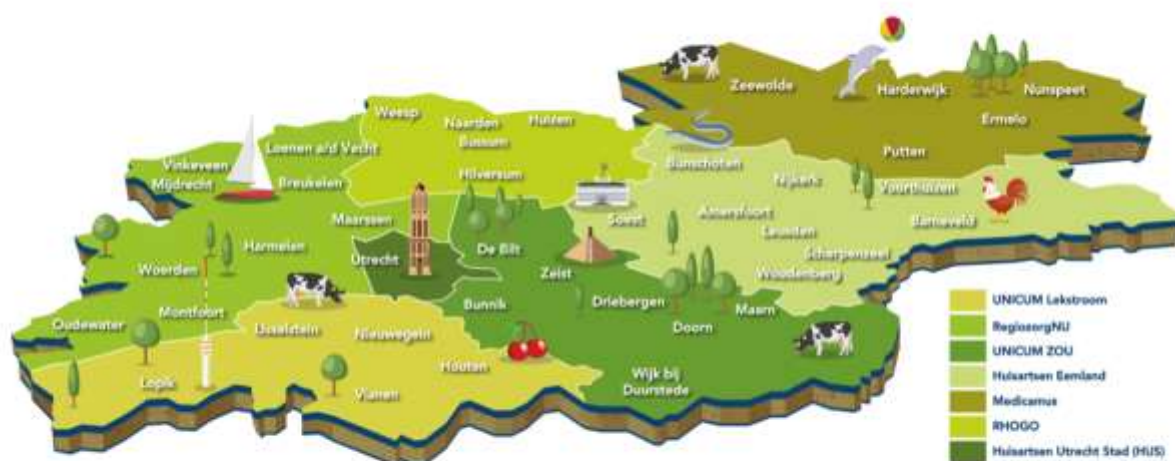 Zeewolde
Harderwijk
Nunspeet
Ermelo
Putten
Weesp
Naarden
Bussum
Huizen
Hilversum
Loenen a/d Vecht
Vinkeveen
Mijdrecht
Breukelen
Maarssen
Bunschoten
Nijkerk
Voorthuizen
Barneveld
Soest
Amersfoort
Leusden
Scherpenzeel
Woudenberg
Harmelen
Woerden
Utrecht
De Bilt
Zeist
Montfoort
Oudewater
Bunnik
Driebergen
Maarn
Doorn
IJsselstein
Nieuwegein
Houten
Wijk bij
Duurstede
Lopik
Vianen
UNICUM Lekstroom
RegiozorgNU
UNICUM ZOU
Huisartsen Eemland
Medicamus
RHOGO
Huisartsen Utrecht Stad (HUS)